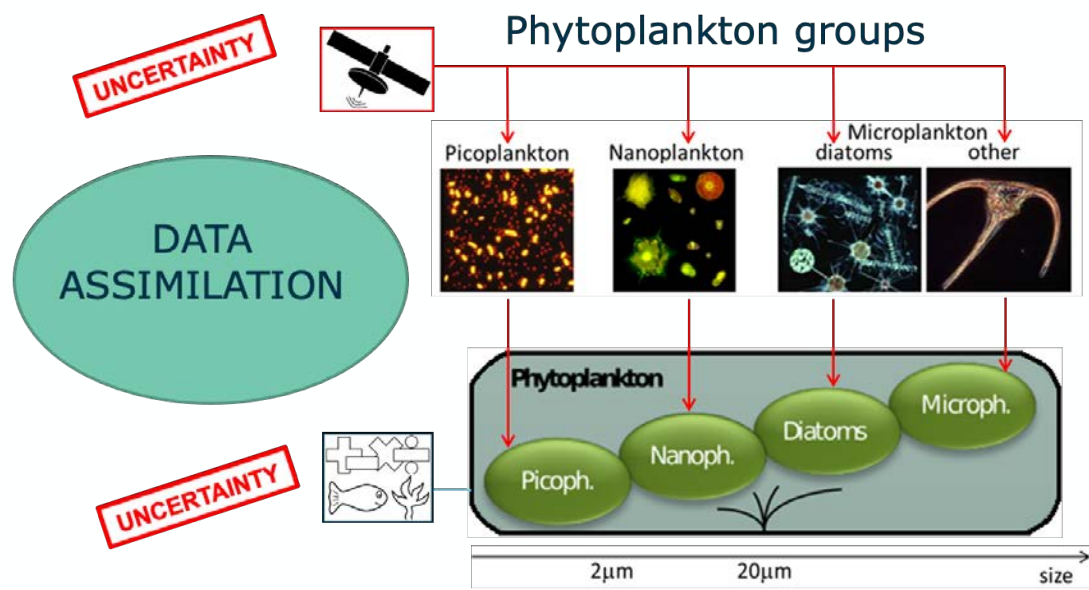 Phytoplankton groups
UNCERTAINTY
Microplankton
Picoplankton
Nanoplankton
diatoms
other
DATA
ASSIMILATION
Phytoplankton
Microph.
Diatoms
Nanoph.
Picoph.
UNCERTAINTY
2µm
20µm
size